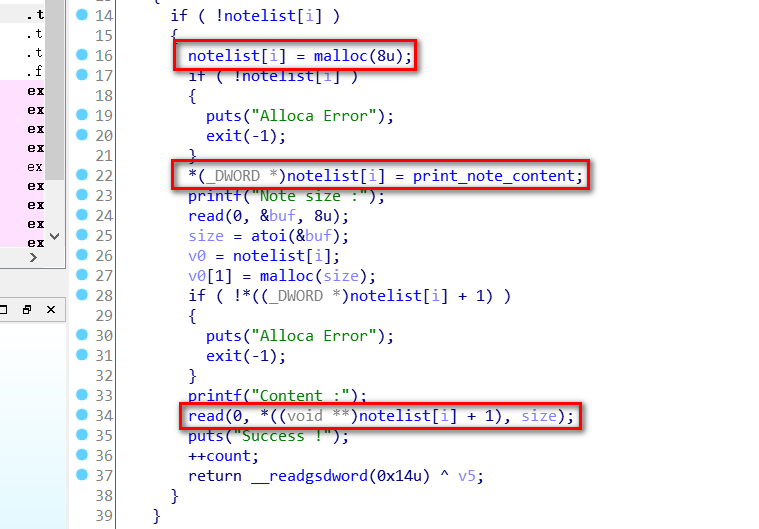 .t 14 if ( !notelist[i] )
.t 15 {
.t 16 notelist[i] = malloc(8u);
.f 17 if ( !notelist[i] )
ex 18 {
ex 19 puts("Alloca Error");
ex 20 exit(-1);
ex 21 }
ex 22 *(_DWORD *)notelist[i] = print_note_content;
ex 23 printf("Note size :");
ex 24 read(0, &buf, 8u);
ex 25 size = atoi(&buf);
ex 26 v0 = notelist[i];
27 v0[1] = malloc(size);
28 if ( !*((_DWORD *)notelist[i] + 1) )
29 {
30 puts("Alloca Error");
31 exit(-1);
32 }
33 printf("Content :");
34 read(0, *((void **)notelist[i] + 1), size);
35 puts("Success !");
36 ++count;
37 return __readgsdword(0x14u) ^ v5;
38 }
39 }